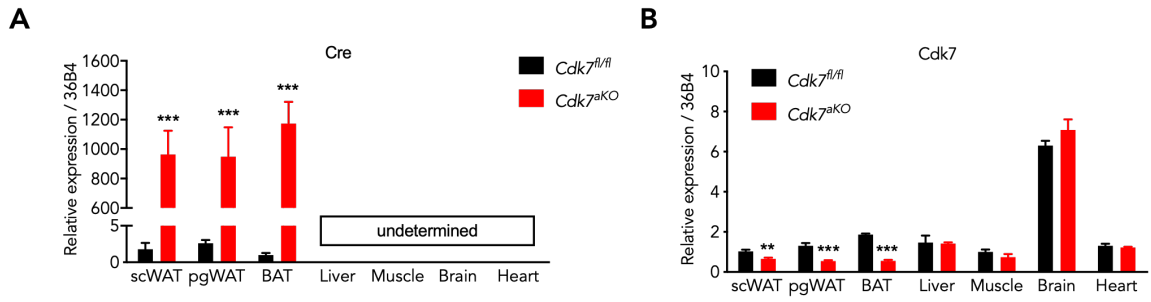 A
Cre
Relative expression / 36B4
1600
1400
1200
1000
800
600
5
0
***
***
***
Cdk7fl/fl
Cdk7aKO
undetermined
scWAT pgWAT BAT Liver Muscle Brain Heart
B
Cdk7
Relative expression / 36B4
10
8
6
4
2
0
Cdk7fl/fl
Cdk7aKO
**
***
***
scWAT pgWAT BAT Liver Muscle Brain Heart